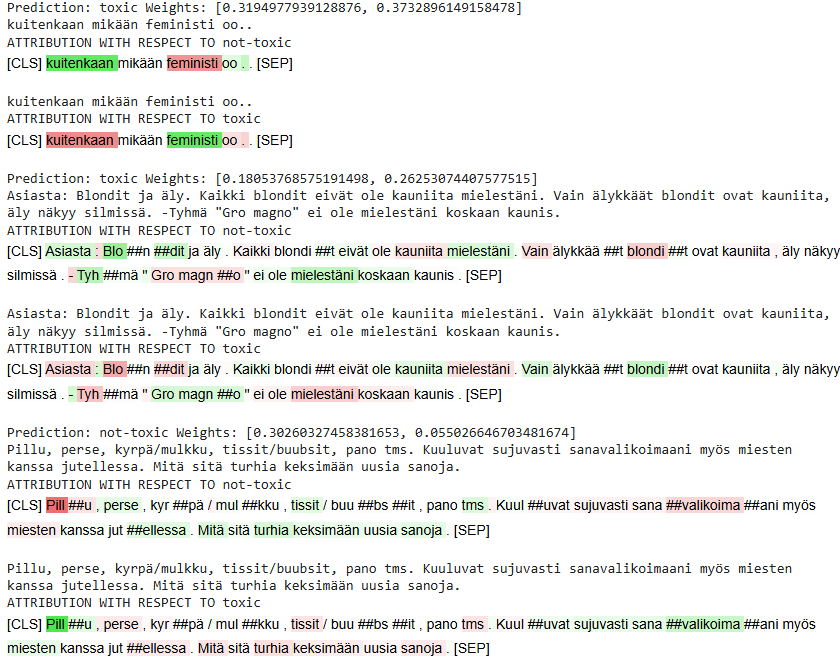 Prediction: toxic Weights: [0.3194977939128876, 0.3732896149158478]
kuitenkaan mikään feministi oo..
ATTRIBUTION WITH RESPECT TO not-toxic
[CLS] kuitenkaan mikään feministi oo . . [SEP]
kuitenkaan mikään feministi oo..
ATTRIBUTION WITH RESPECT TO toxic
[CLS] kuitenkaan mikään feministi oo . . [SEP]
Prediction: toxic Weights: [0.18053768575191498, 0.26253074407577515]
Asiasta: Blondit ja äly. Kaikki blondit eivät ole kauniita mielestäni. Vain älykkäät blondit ovat kauniita,
äly näkyy silmissä. -Tyhmä "Gro magno" ei ole mielestäni koskaan kaunis.
ATTRIBUTION WITH RESPECT TO not-toxic
[CLS] Asiasta : Blo ##n ##dit ja äly . Kaikki blondi ##t eivät ole kauniita mielestäni . Vain älykkää ##t blondi ##t ovat kauniita , äly näkyy
silmissä . - Tyh ##mä " Gro magn ##o " ei ole mielestäni koskaan kaunis . [SEP]
Asiasta: Blondit ja äly. Kaikki blondit eivät ole kauniita mielestäni. Vain älykkäät blondit ovat kauniita,
äly näkyy silmissä. -Tyhmä "Gro magno" ei ole mielestäni koskaan kaunis.
ATTRIBUTION WITH RESPECT TO toxic
[CLS] Asiasta : Blo ##n ##dit ja äly . Kaikki blondi ##t eivät ole kauniita mielestäni . Vain älykkää ##t blondi ##t ovat kauniita , äly näkyy
silmissä . - Tyh ##mä " Gro magn ##o " ei ole mielestäni koskaan kaunis . [SEP]
Prediction: not-toxic Weights: [0.30260327458381653, 0.055026646703481674]
Pillu, perse, kyrpä/mulkku, tissit/buubsit, pano tms. Kuuluvat sujuvasti sanavalikoimaani myös miesten
kanssa jutellessa. Mitä sitä turhia keksimään uusia sanoja.
ATTRIBUTION WITH RESPECT TO not-toxic
[CLS] Pill ##u , perse , kyr ##pä / mul ##kku , tissit / buu ##bs ##it , pano tms . Kuul ##uvat sujuvasti sana ##valikoima ##ani myös
miesten kanssa jut ##ellessa . Mitä sitä turhia keksimään uusia sanoja . [SEP]
Pillu, perse, kyrpä/mulkku, tissit/buubsit, pano tms. Kuuluvat sujuvasti sanavalikoimaani myös miesten
kanssa jutellessa. Mitä sitä turhia keksimään uusia sanoja.
ATTRIBUTION WITH RESPECT TO toxic
[CLS] Pill ##u , perse , kyr ##pä / mul ##kku , tissit / buu ##bs ##it , pano tms . Kuul ##uvat sujuvasti sana ##valikoima ##ani myös
miesten kanssa jut ##ellessa . Mitä sitä turhia keksimään uusia sanoja . [SEP]